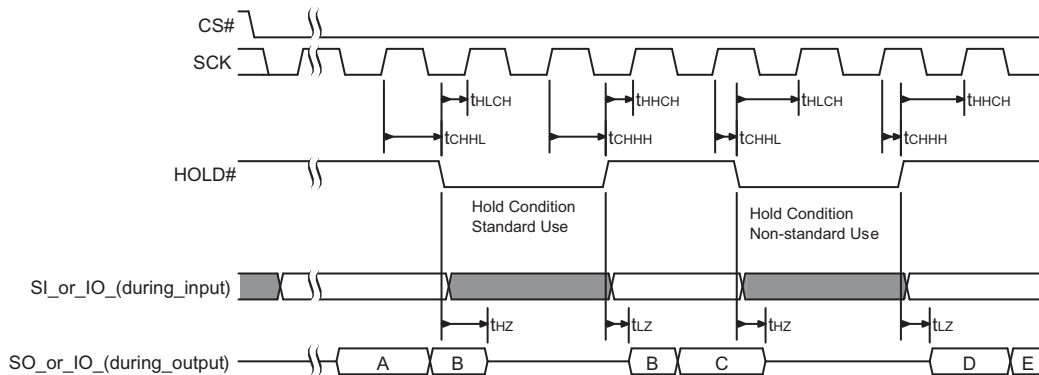 CS#
SCK
tHLCH tHHCH tHLCH tHHCH
tCHHL tCHHH tCHHL tCHHH
HOLD#
Hold Condition
Standard Use
Hold Condition
Non-standard Use
SI_or_IO_(during_input)
tHZ tLZ tHZ tLZ
SO_or_IO_(during_output) A B B C D E